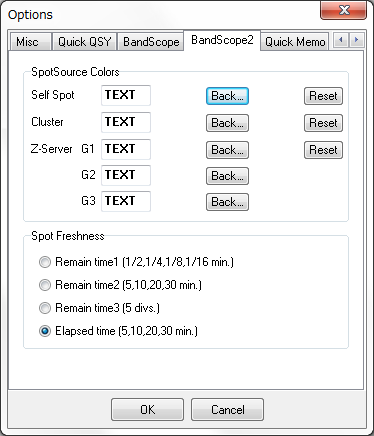 Options
Misc Quick QSY BandScope BandScope2 Quick Memo
SpotSource Colors
Self Spot TEXT Back... Reset
Cluster TEXT Back... Reset
Z-Server G1 TEXT Back... Reset
G2 TEXT Back...
G3 TEXT Back...
Spot Freshness
Remain time1 (1/2,1/4,1/8,1/16 min.)
Remain time2 (5,10,20,30 min.)
Remain time3 (5 divs.)
Elapsed time (5,10,20,30 min.)
OK Cancel